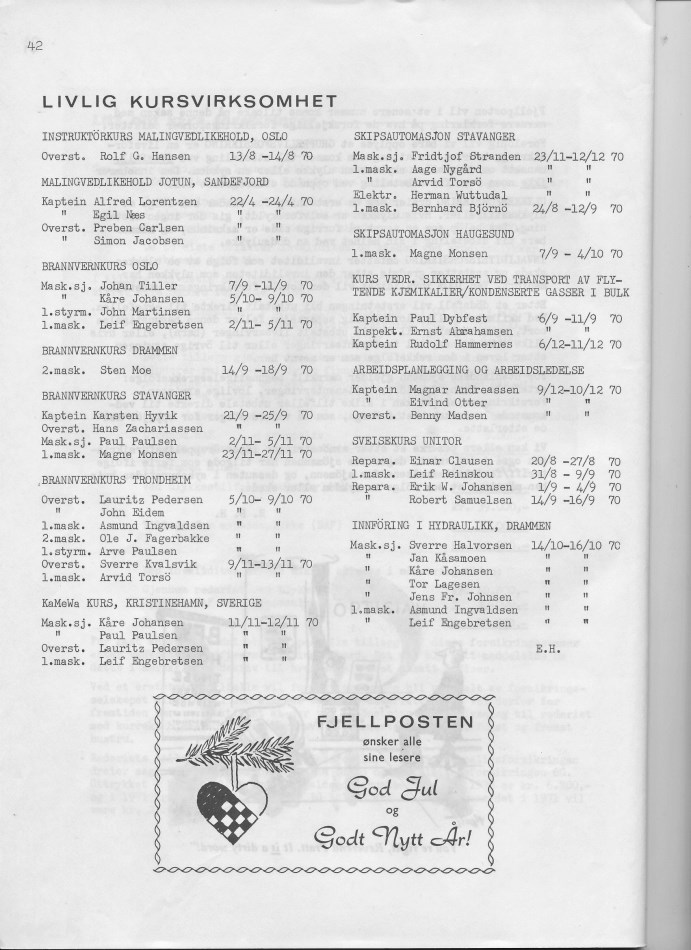 42
LIVLIG KURSVIRKSOMHET
INSTRUKTÖRKURS MALINGVEDLIKEHOLD, OSLO
Overst. Rolf G. Hansen 13/8 -14/8 70
MALINGVEDLIKEHOLD JOTUN, SANDEFJORD
Kaptein Alfred Lorentzen 22/4 -24/4 70
" Egil Næs " "
Overst. Preben Carlsen " "
" Simon Jacobsen " "
BRANNVERNKURS OSLO
Mask.sj. Johan Tiller 7/9 -11/9 70
" Kåre Johansen 5/10- 9/10 70
1.styrm. John Martinsen " "
1.mask. Leif Engebretsen 2/11- 5/11 70
BRANNVERNKURS DRAMMEN
2.mask. Sten Moe 14/9 -18/9 70
BRANNVERNKURS STAVANGER
Kaptein Karsten Hyvik 21/9 -25/9 70
Overst. Hans Zachariassen " "
Mask.sj. Paul Paulsen 2/11- 5/11 70
1.mask. Magne Monsen 23/11-27/11 70
BRANNVERNKURS TRONDHEIM
Overst. Lauritz Pedersen 5/10- 9/10 70
" John Eidem " "
1.mask. Asmund Ingvaldsen " "
2.mask. Ole J. Fagerbakke " "
1.styrm. Arve Paulsen " "
Overst. Sverre Kvalsvik 9/11-13/11 70
1.mask. Arvid Torsö " "
KaMeWa KURS, KRISTINEHAMN, SVERIGE
Mask.sj. Kåre Johansen 11/11-12/11 70
" Paul Paulsen " "
Overst. Lauritz Pedersen " "
1.mask. Leif Engebretsen " "
SKIPSAUTOMASJON STAVANGER
Mask.sj. Fridtjof Stranden 23/11-12/12 70
1.mask. Aage Nygård " "
" Arvid Torsö " "
Elektr. Herman Wuttudal " "
1.mask. Bernhard Björnö 24/8 -12/9 70
SKIPSAUTOMASJON HAUGESUND
1.mask. Magne Monsen 7/9 - 4/10 70
KURS VEDR. SIKKERHET VED TRANSPORT AV FLY-
TENDE KJEMIKALIER/KONDENSERTE GASSER I BULK
Kaptein Paul Dybfest 6/9 -11/9 70
Inspekt. Ernst Abrahamsen " "
Kaptein Rudolf Hammernes 6/12-11/12 70
ARBEIDSPLANLEGGING OG ARBEIDSLEDELSE
Kaptein Magnar Andreassen 9/12-10/12 70
" Eivind Otter " "
Overst. Benny Madsen " "
SVEISEKURS UNITOR
Repara. Einar Clausen 20/8 -27/8 70
1.mask. Leif Reinskou 31/8 - 9/9 70
Repara. Erik W. Johansen 1/9 - 4/9 70
" Robert Samuelsen 14/9 -16/9 70
INNFÖRING I HYDRAULIKK, DRAMMEN
Mask.sj. Sverre Halvorsen 14/10-16/10 70
" Jan Kåsamoen " "
" Kåre Johansen " "
" Tor Lagesen " "
" Jens Fr. Johnsen " "
1.mask. Asmund Ingvaldsen " "
" Leif Engebretsen " "
E.H.
FJELLPOSTEN
ønsker alle
sine lesere
God Jul
og
Godt Nytt År!